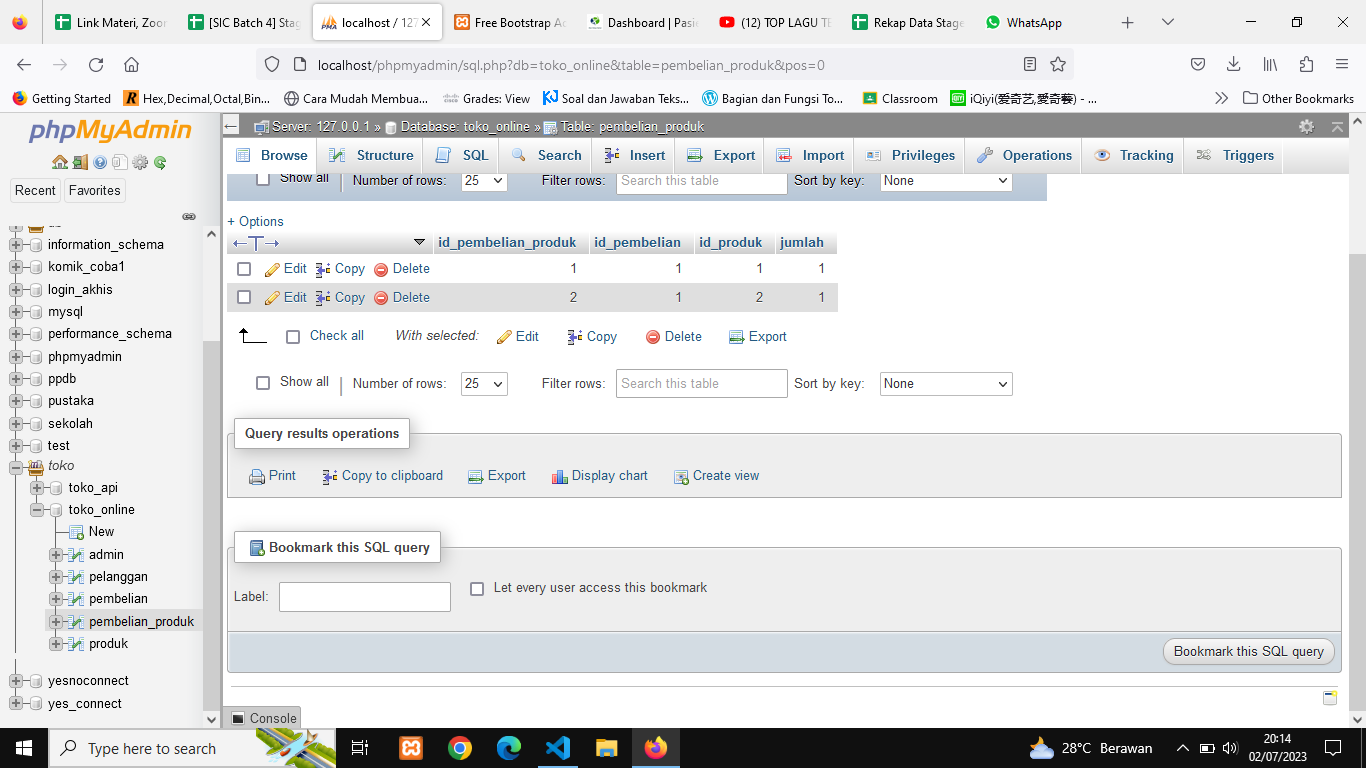 Link Materi, Zoor
[SIC Batch 4] Stag
localhost / 127
Free Bootstrap Ad
Dashboard | Pasie
(12) TOP LAGU TE
Rekap Data Stage
WhatsApp
localhost/phpmyadmin/sql.php?db=toko_online&table=pembelian_produk&pos=0
Getting Started
Hex,Decimal,Octal,Bin...
Cara Mudah Membua...
Grades: View
Soal dan Jawaban Teks...
Bagian dan Fungsi To...
Classroom
iQiyi(爱奇艺,愛奇藝) - ...
Other Bookmarks
phpMyAdmin
Recent
Favorites
information_schema
komik_coba1
login_akhis
mysql
performance_schema
phpmyadmin
ppdb
pustaka
sekolah
test
toko
toko_api
toko_online
New
admin
pelanggan
pembelian
pembelian_produk
produk
yesnoconnect
yes_connect
Server: 127.0.0.1 » Database: toko_online » Table: pembelian_produk
Browse Structure SQL Search Insert Export Import Privileges Operations Tracking Triggers
Show all | Number of rows: 25 Filter rows: Search this table Sort by key: None
+ Options
←T→ id_pembelian_produk id_pembelian id_produk jumlah
Edit Copy Delete 1 1 1 1
Edit Copy Delete 2 1 2 1
Check all With selected: Edit Copy Delete Export
Show all | Number of rows: 25 Filter rows: Search this table Sort by key: None
Query results operations
Print Copy to clipboard Export Display chart Create view
Bookmark this SQL query
Label: Let every user access this bookmark
Bookmark this SQL query
Console
Type here to search
28°C Berawan
20:14
02/07/2023